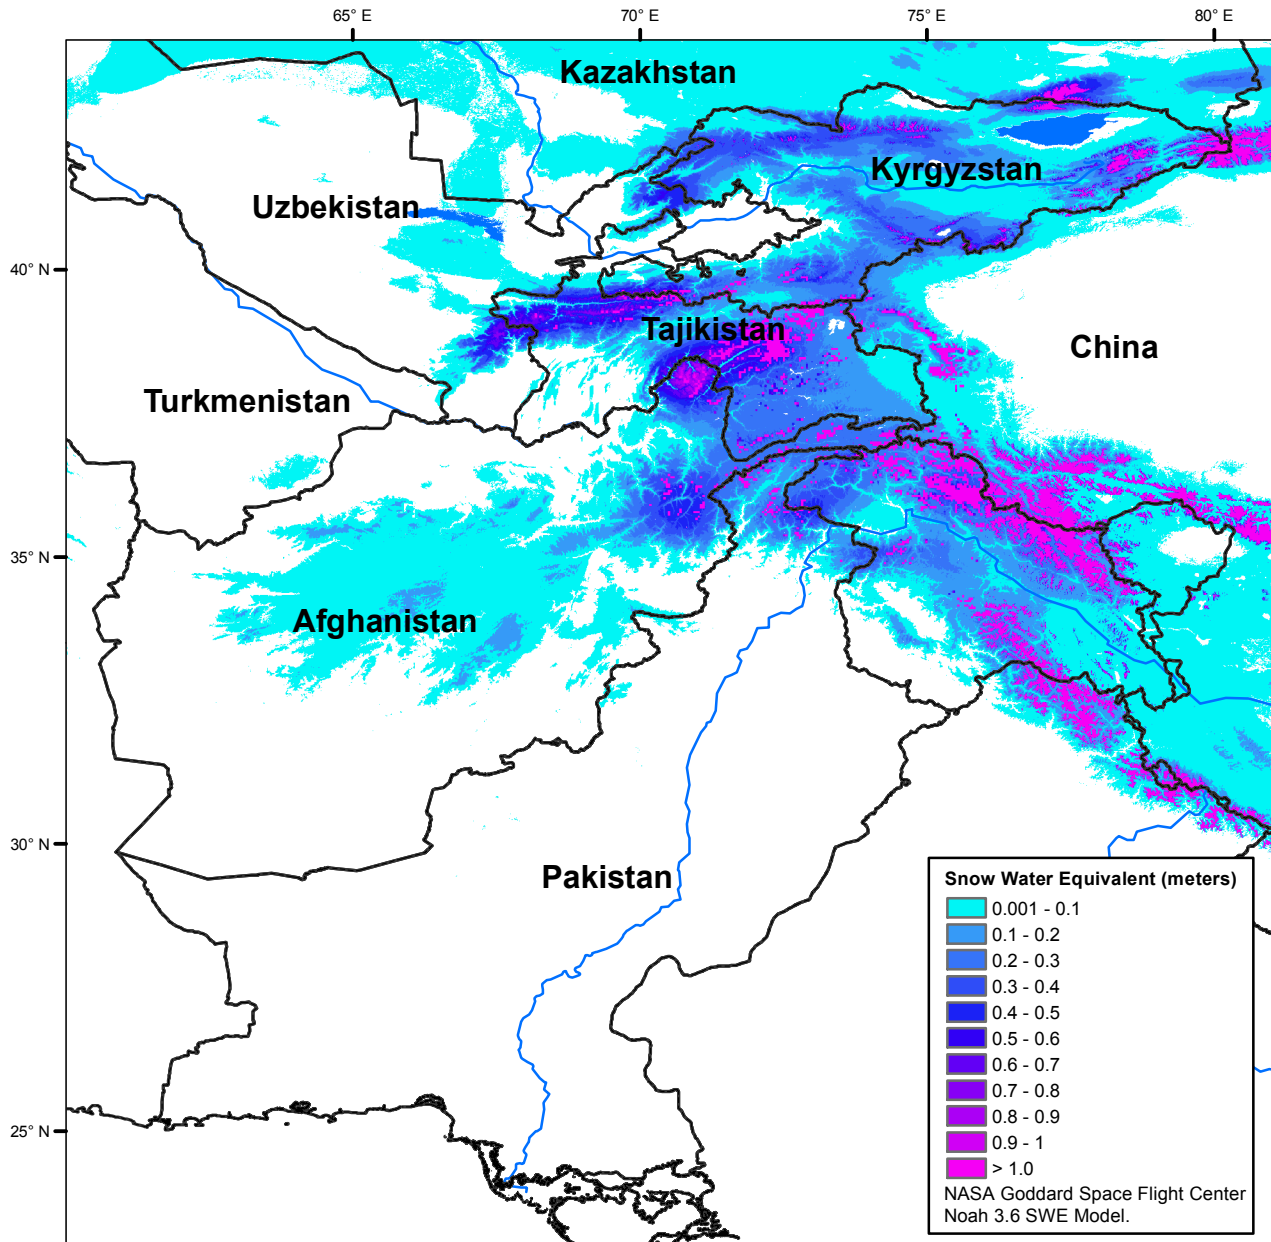 65° E
70° E
75° E
80° E
Kazakhstan
Kyrgyzstan
Uzbekistan
40° N
Tajikistan
China
Turkmenistan
35° N
Afghanistan
30° N
Pakistan
25° N
Snow Water Equivalent (meters)
0.001 - 0.1
0.1 - 0.2
0.2 - 0.3
0.3 - 0.4
0.4 - 0.5
0.5 - 0.6
0.6 - 0.7
0.7 - 0.8
0.8 - 0.9
0.9 - 1
> 1.0
NASA Goddard Space Flight Center
Noah 3.6 SWE Model.